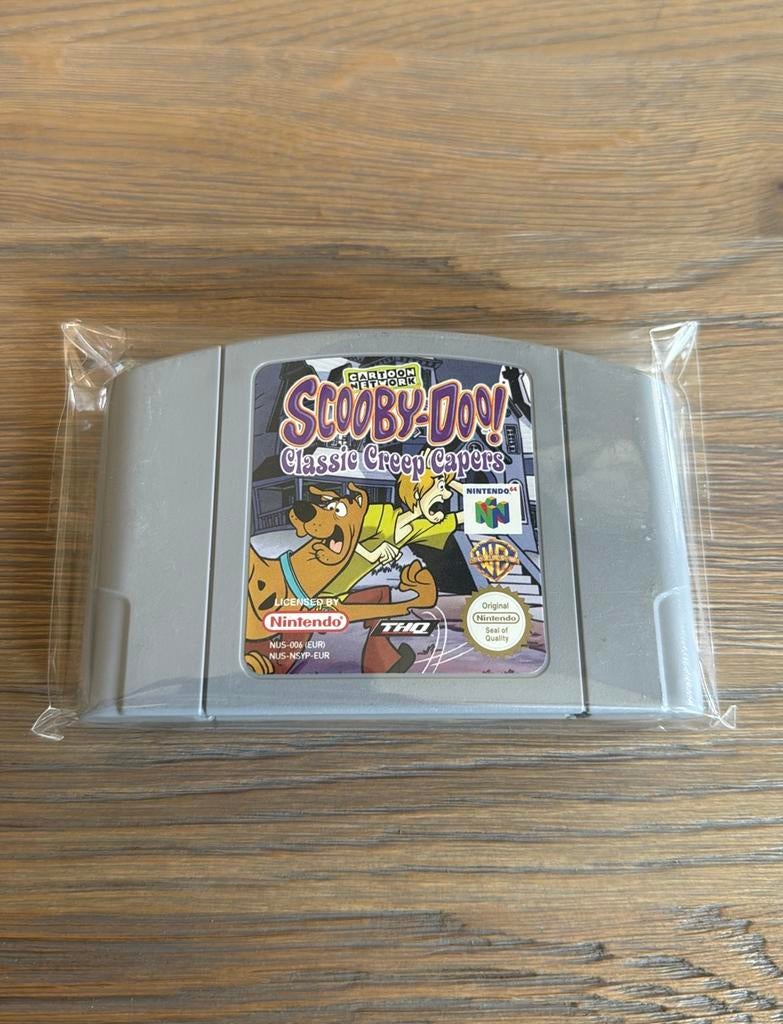 CARTOON
NETWORK
SCOOBY-DOO!
Classic Creep Capers
NINTENDO64
WB
LICENSED BY
Nintendo
THQ
NUS-006 (EUR)
NUS-NSYP-EUR
Original
Nintendo
Seal of
Quality